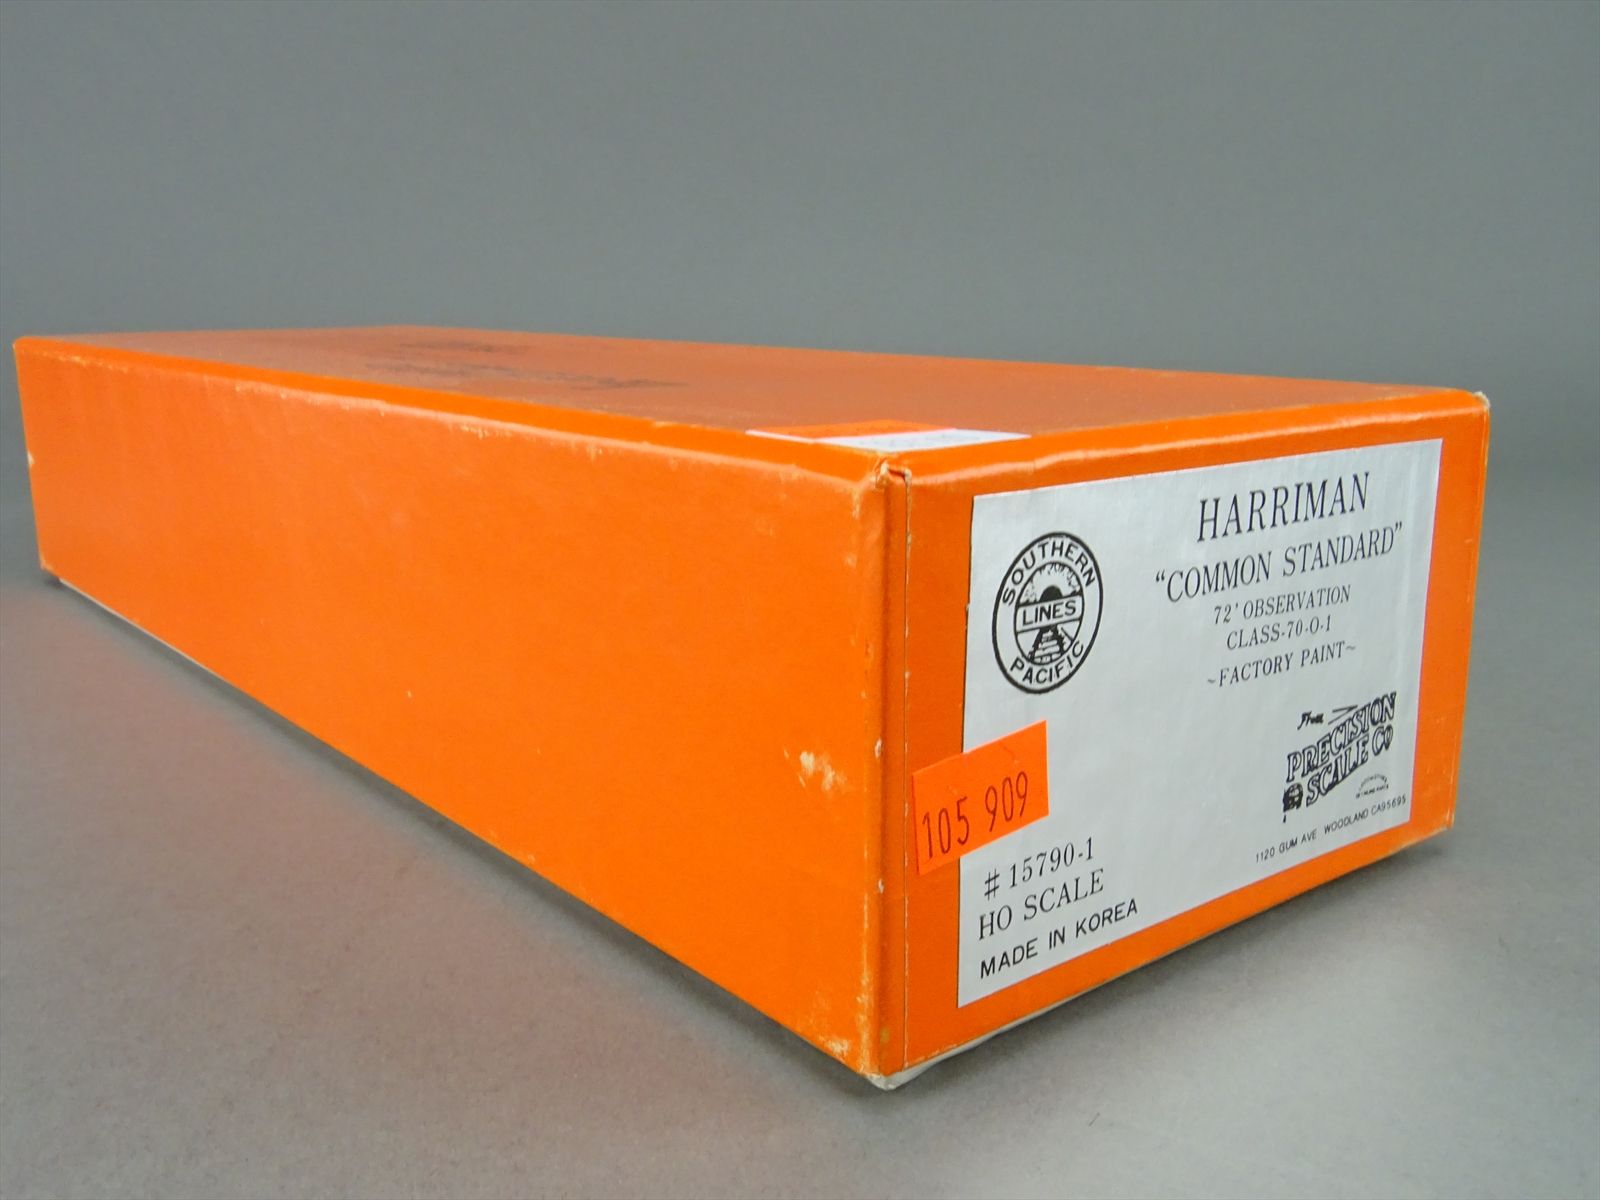 HARRIMAN
"COMMON STANDARD"
72' OBSERVATION
CLASS-70-O-1
~FACTORY PAINT~
SOUTHERN
LINES
PACIFIC
From
PRECISION
SCALE Co
1120 GUM AVE WOODLAND CA95695
105 909
# 15790-1
HO SCALE
MADE IN KOREA